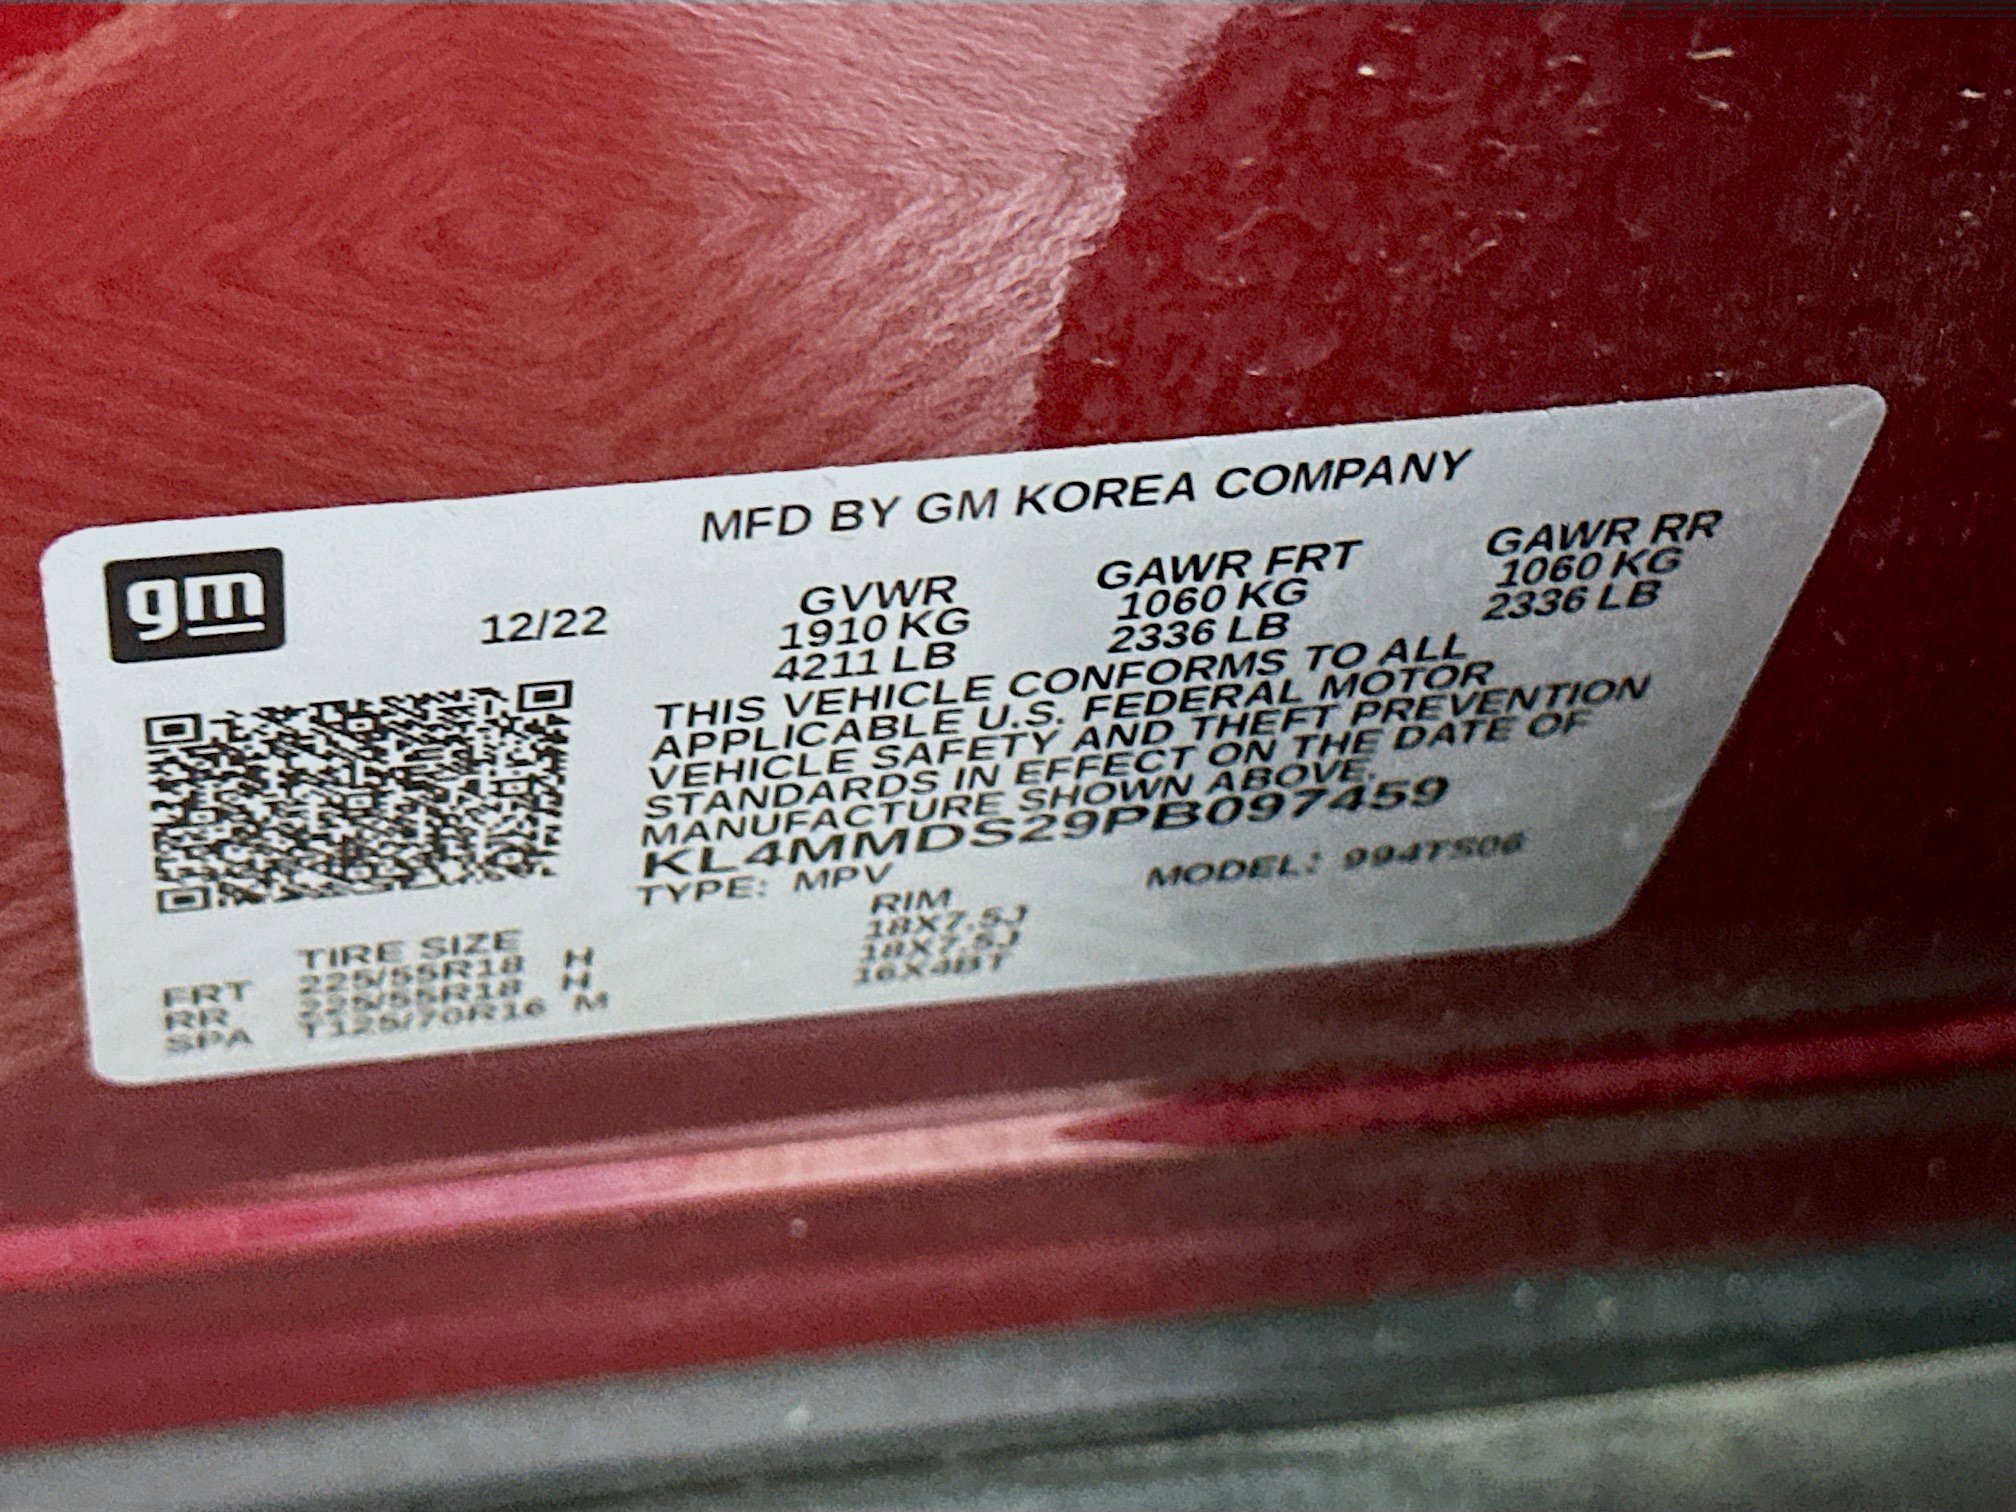 MFD BY GM KOREA COMPANY
gm
12/22
GVWR GAWR FRT GAWR RR
1910 KG 1060 KG 1060 KG
4211 LB 2336 LB 2336 LB
THIS VEHICLE CONFORMS TO ALL
APPLICABLE U.S. FEDERAL MOTOR
VEHICLE SAFETY AND THEFT PREVENTION
STANDARDS IN EFFECT ON THE DATE OF
MANUFACTURE SHOWN ABOVE.
KL4MMDS29PB097459
TYPE: MPV MODEL: 994TS06
TIRE SIZE RIM
FRT 225/55R18 H 18X7.5J
RR 225/55R18 H 18X7.5J
SPA T125/70R16 M 16X4BT